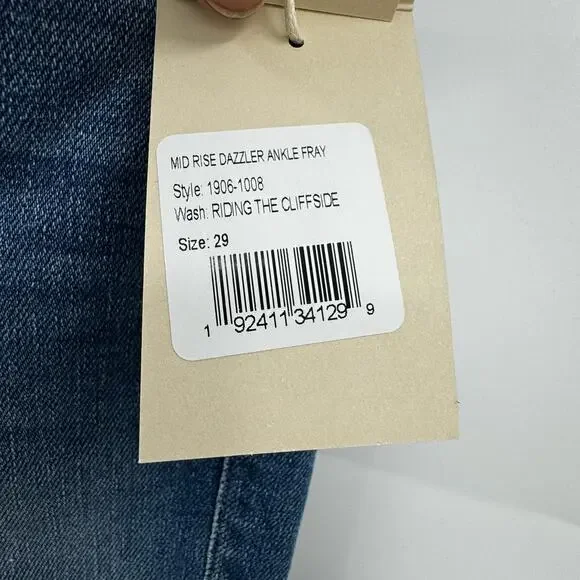 MID RISE DAZZLER ANKLE FRAY
Style: 1906-1008
Wash: RIDING THE CLIFFSIDE
Size: 29
1 92411 34129 9